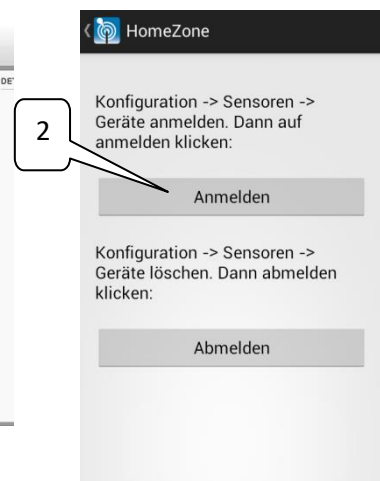 HomeZone
DE
2
Konfiguration -> Sensoren ->
Geräte anmelden. Dann auf
anmelden klicken:
Anmelden
Konfiguration -> Sensoren ->
Geräte löschen. Dann abmelden
klicken:
Abmelden